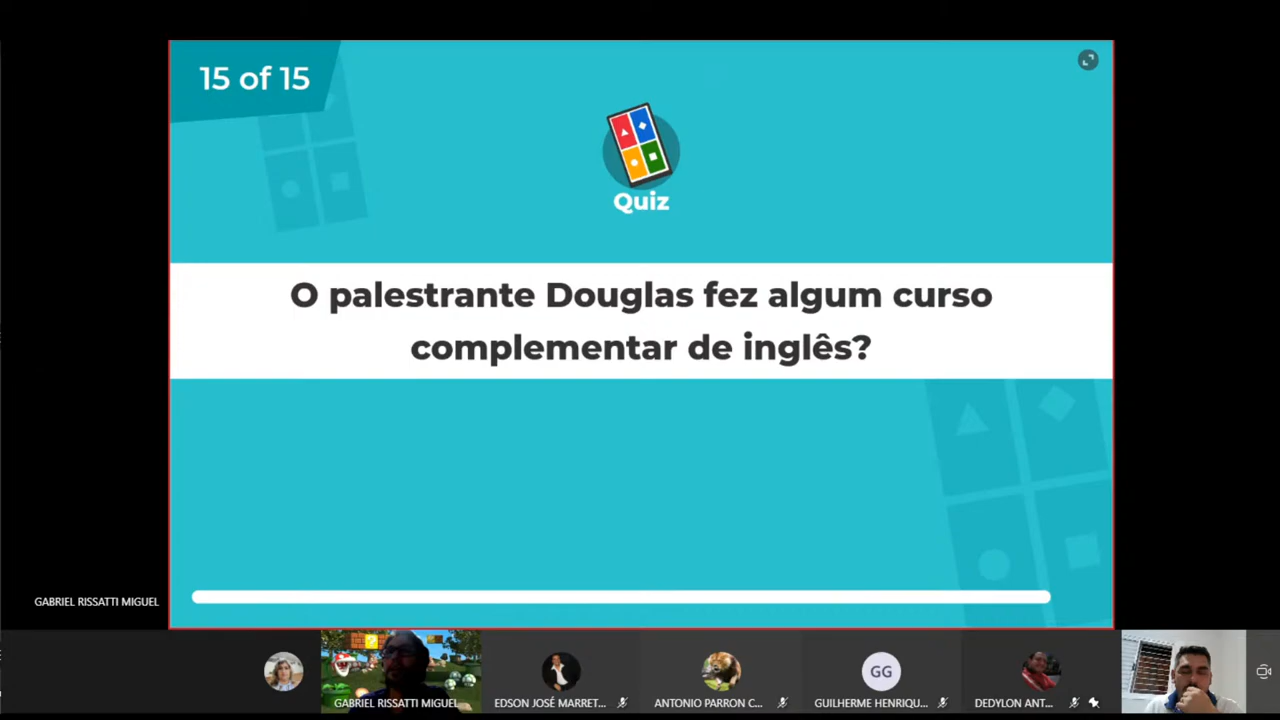 15 of 15
Quiz
O palestrante Douglas fez algum curso
complementar de inglês?
GABRIEL RISSATTI MIGUEL
GABRIEL RISSATTI MIGUEL
EDSON JOSÉ MARRET...
ANTONIO PARRON C...
GG
GUILHERME HENRIQU...
DEDYLON ANT...